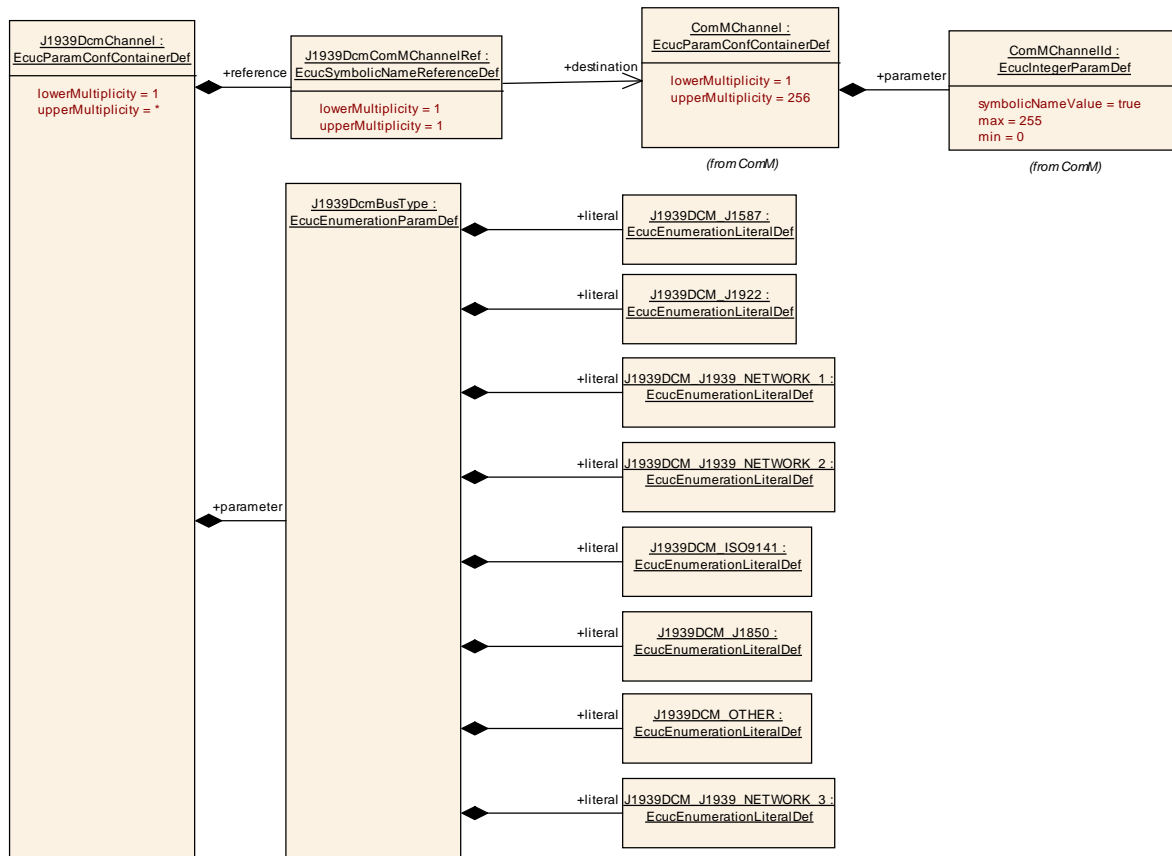 J1939DcmChannel :
EcucParamConfContainerDef
lowerMultiplicity = 1
upperMultiplicity = *
+reference
J1939DcmComMChannelRef :
EcucSymbolicNameReferenceDef
lowerMultiplicity = 1
upperMultiplicity = 1
+destination
ComMChannel :
EcucParamConfContainerDef
lowerMultiplicity = 1
upperMultiplicity = 256
(from ComM)
+parameter
ComMChannelId :
EcucIntegerParamDef
symbolicNameValue = true
max = 255
min = 0
(from ComM)
+parameter
J1939DcmBusType :
EcucEnumerationParamDef
+literal
J1939DCM_J1587 :
EcucEnumerationLiteralDef
+literal
J1939DCM_J1922 :
EcucEnumerationLiteralDef
+literal
J1939DCM_J1939_NETWORK_1 :
EcucEnumerationLiteralDef
+literal
J1939DCM_J1939_NETWORK_2 :
EcucEnumerationLiteralDef
+literal
J1939DCM_ISO9141 :
EcucEnumerationLiteralDef
+literal
J1939DCM_J1850 :
EcucEnumerationLiteralDef
+literal
J1939DCM_OTHER :
EcucEnumerationLiteralDef
+literal
J1939DCM_J1939_NETWORK_3 :
EcucEnumerationLiteralDef